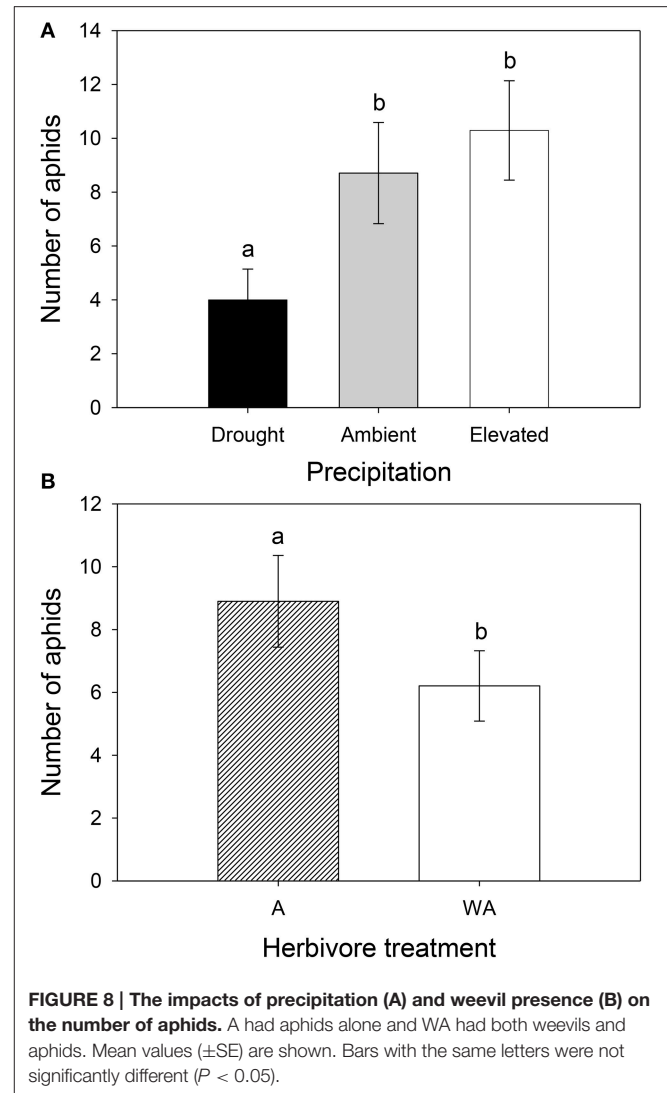 A
14
12
10
8
6
4
2
0
Number of aphids
a
b
b
Drought Ambient Elevated
Precipitation
B
12
10
8
6
4
2
0
Number of aphids
a
b
A WA
Herbivore treatment
FIGURE 8 | The impacts of precipitation (A) and weevil presence (B) on
the number of aphids. A had aphids alone and WA had both weevils and
aphids. Mean values (±SE) are shown. Bars with the same letters were not
significantly different (P < 0.05).